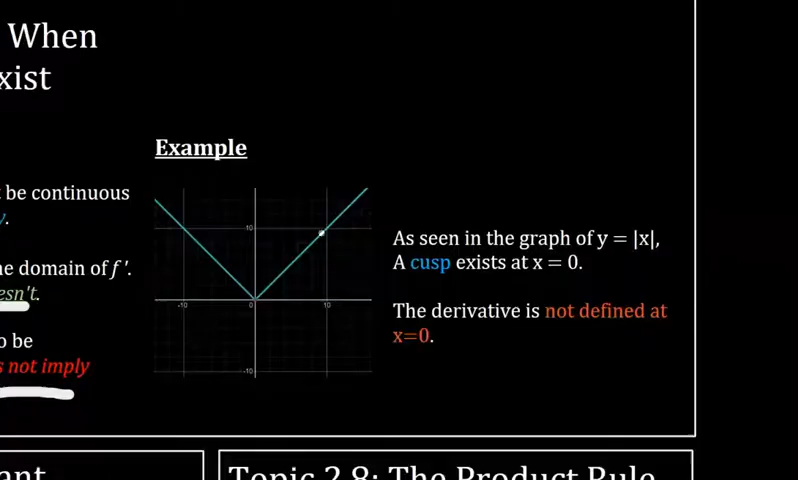 When
xist
Example
be continuous
y.
ne domain of f'.
esn't.
o be
s not imply
10
-10
0
10
-10
As seen in the graph of y = |x|,
A cusp exists at x = 0.
The derivative is not defined at
x=0.
ant
Topic 2.8: The Product Rule